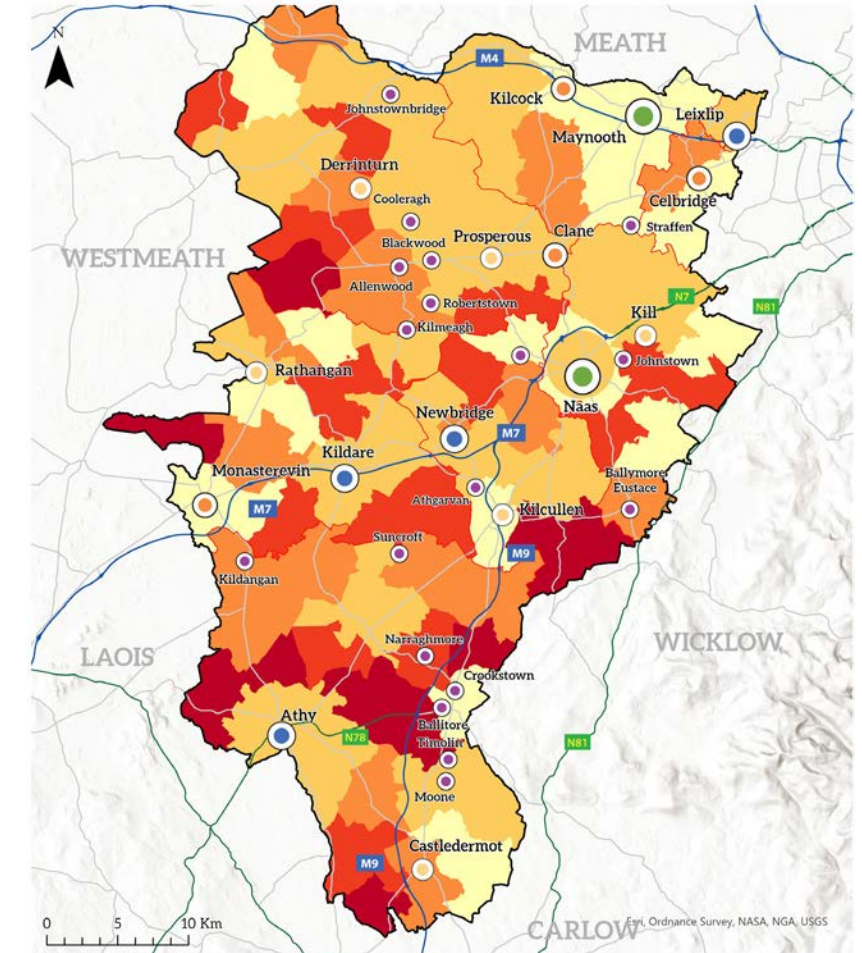 N
MEATH
M4
Kilcock
Johnstownbridge
Maynooth
Leixlip
Derrinturn
Cooleragh
Celbridge
Straffen
Blackwood
Prosperous
Clane
WESTMEATH
Allenwood
Robertstown
N7
N81
Kill
Kilmeagh
Johnstown
Rathangan
Naas
Newbridge
M7
Kildare
Monasterevin
Ballymore
Eustace
Athgarvan
M7
Kilcullen
Suncroft
M9
Kildangan
Narraghmore
WICKLOW
LAOIS
Crookstown
Athy
Ballitore
N78
N81
Timolin
Moone
Castledermot
M9
0 5 10 Km
CARLOW
Esri, Ordnance Survey, NASA, NGA, USGS